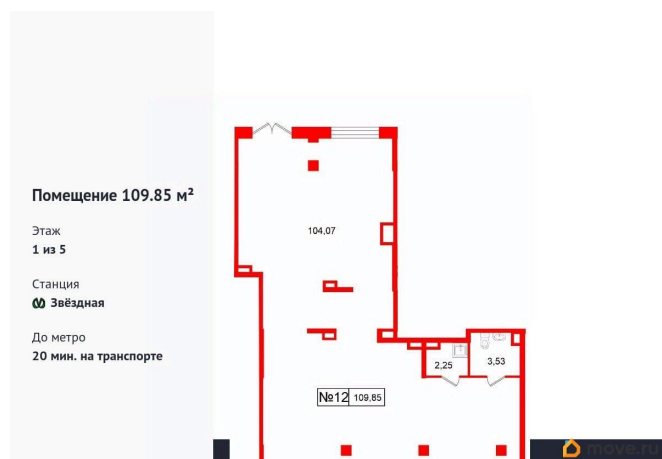 Помещение 109.85 м²
Этаж
1 из 5
Станция
Звёздная
До метро
20 мин. на транспорте
104,07
2,25
3,53
№12 109,85
move.ru